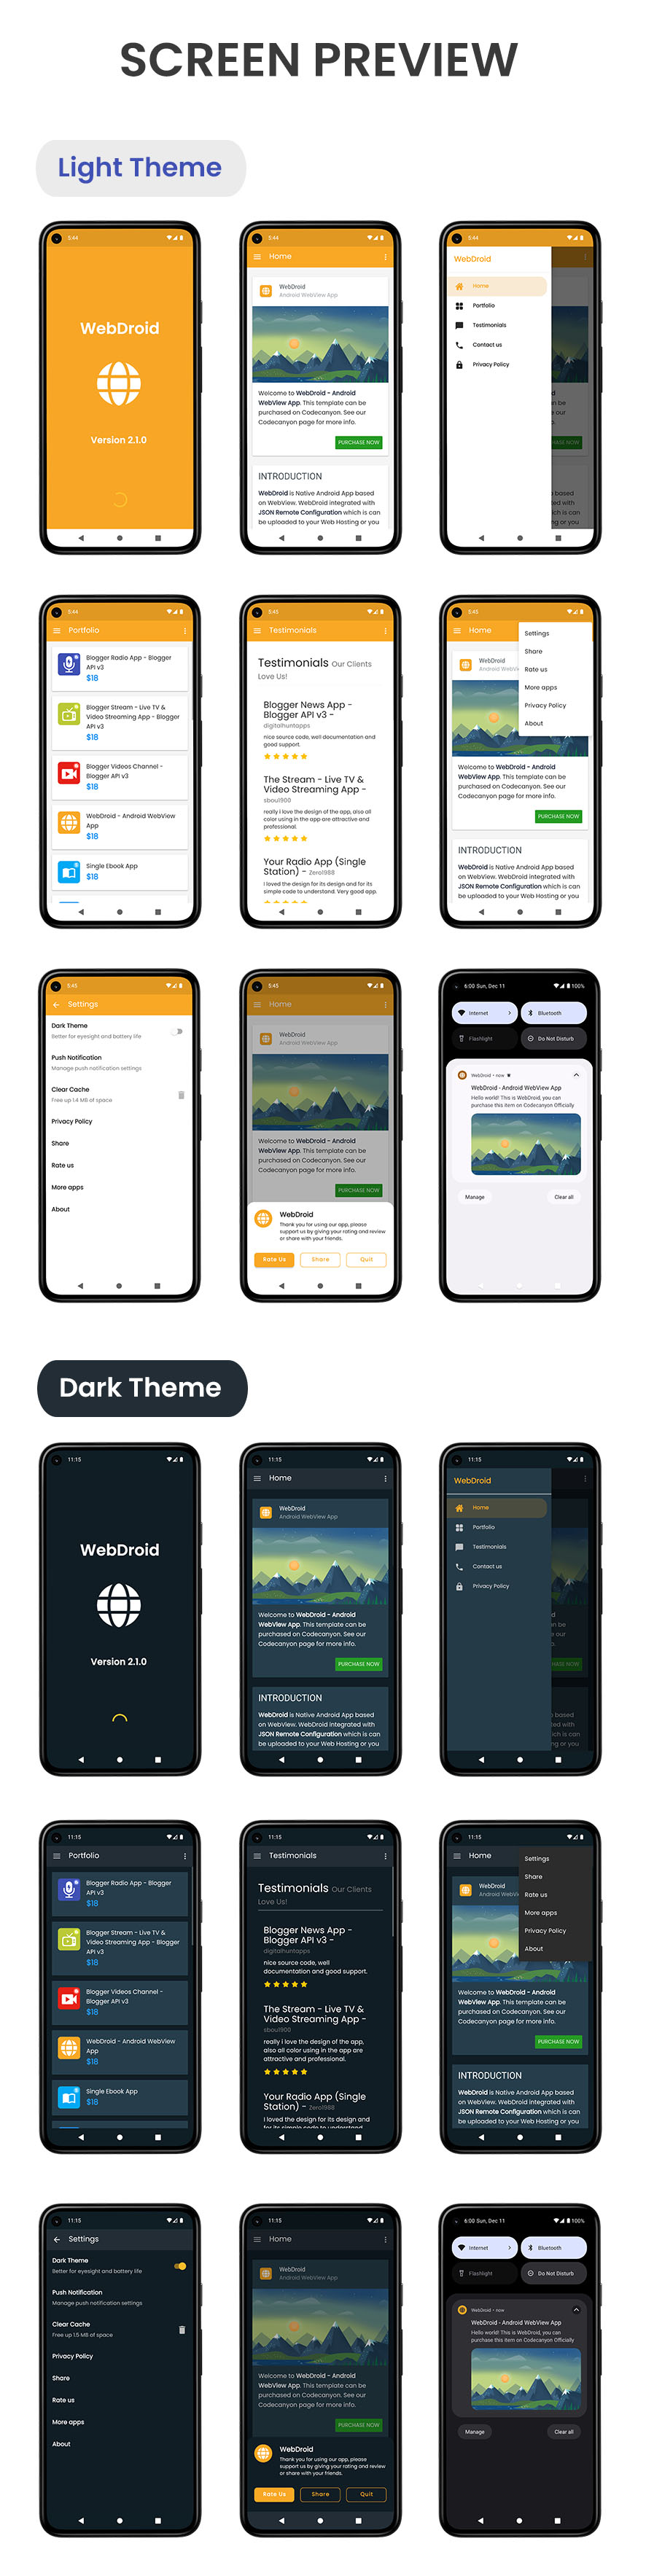 SCREEN PREVIEW
Light Theme
5:44
WebDroid
Version 2.1.0
5:44
Home
WebDroid
Android WebView App
Welcome to WebDroid - Android
WebView App. This template can be
purchased on Codecanyon. See our
Codecanyon page for more info.
PURCHASE NOW
INTRODUCTION
WebDroid is Native Android App based
on WebView. WebDroid integrated with
JSON Remote Configuration which is can
be uploaded to your Web Hosting or you
5:44
WebDroid
Home
Portfolio
Testimonials
Contact us
Privacy Policy
5:44
Portfolio
Blogger Radio App - Blogger
API v3
$18
Blogger Stream - Live TV &
Video Streaming App - Blogger
API v3
$18
Blogger Videos Channel -
Blogger API v3
$18
WebDroid - Android WebView
App
$18
Single Ebook App
$18
5:45
Testimonials
Testimonials Our Clients
Love Us!
Blogger News App -
Blogger API v3 -
digitalhuntapps
nice source code, well documentation and
good support.
The Stream - Live TV &
Video Streaming App -
sboul900
really i love the design of the app, also all
color using in the app are attractive and
professional.
Your Radio App (Single
Station) - Zero1988
I loved the design for its design and for its
simple code to understand. Very good app.
5:45
Home
Settings
Share
Rate us
More apps
Privacy Policy
About
WebDroid
Android WebV
Welcome to WebDroid - Android
WebView App. This template can be
purchased on Codecanyon. See our
Codecanyon page for more info.
PURCHASE NOW
INTRODUCTION
WebDroid is Native Android App based
on WebView. WebDroid integrated with
JSON Remote Configuration which is can
be uploaded to your Web Hosting or you
5:45
Settings
Dark Theme
Better for eyesight and battery life
Push Notification
Manage push notification settings
Clear Cache
Free up 1.4 MB of space
Privacy Policy
Share
Rate us
More apps
About
5:45
Home
WebDroid
Android WebView App
Welcome to WebDroid - Android
WebView App. This template can be
purchased on Codecanyon. See our
Codecanyon page for more info.
PURCHASE NOW
WebDroid
Thank you for using our app, please
support us by giving your rating and review
or share with your friends.
Rate Us
Share
Quit
6:00 Sun, Dec 11
100%
Internet
Bluetooth
Flashlight
Do Not Disturb
WebDroid • now
WebDroid - Android WebView App
Hello world! This is WebDroid, you can
purchase this item on Codecanyon Officially
Manage
Clear all
Dark Theme
11:15
WebDroid
Version 2.1.0
11:15
Home
WebDroid
Android WebView App
Welcome to WebDroid - Android
WebView App. This template can be
purchased on Codecanyon. See our
Codecanyon page for more info.
PURCHASE NOW
INTRODUCTION
WebDroid is Native Android App based
on WebView. WebDroid integrated with
JSON Remote Configuration which is can
be uploaded to your Web Hosting or you
11:15
WebDroid
Home
Portfolio
Testimonials
Contact us
Privacy Policy
11:15
Portfolio
Blogger Radio App - Blogger
API v3
$18
Blogger Stream - Live TV &
Video Streaming App - Blogger
API v3
$18
Blogger Videos Channel -
Blogger API v3
$18
WebDroid - Android WebView
App
$18
Single Ebook App
$18
11:15
Testimonials
Testimonials Our Clients
Love Us!
Blogger News App -
Blogger API v3 -
digitalhuntapps
nice source code, well
documentation and good support.
The Stream - Live TV &
Video Streaming App -
sboul900
really i love the design of the app,
also all color using in the app are
attractive and professional.
Your Radio App (Single
Station) - Zero1988
I loved the design for its design and
for its simple code to understand
11:15
Home
Settings
Share
Rate us
More apps
Privacy Policy
About
WebDroid
Android WebV
Welcome to WebDroid - Android
WebView App. This template can be
purchased on Codecanyon. See our
Codecanyon page for more info.
PURCHASE NOW
INTRODUCTION
WebDroid is Native Android App based
on WebView. WebDroid integrated with
JSON Remote Configuration which is can
be uploaded to your Web Hosting or you
11:15
Settings
Dark Theme
Better for eyesight and battery life
Push Notification
Manage push notification settings
Clear Cache
Free up 1.5 MB of space
Privacy Policy
Share
Rate us
More apps
About
11:15
Home
WebDroid
Android WebView App
Welcome to WebDroid - Android
WebView App. This template can be
purchased on Codecanyon. See our
Codecanyon page for more info.
PURCHASE NOW
WebDroid
Thank you for using our app, please
support us by giving your rating and review
or share with your friends.
Rate Us
Share
Quit
6:00 Sun, Dec 11
100%
Internet
Bluetooth
Flashlight
Do Not Disturb
WebDroid • now
WebDroid - Android WebView App
Hello world! This is WebDroid, you can
purchase this item on Codecanyon Officially
Manage
Clear all